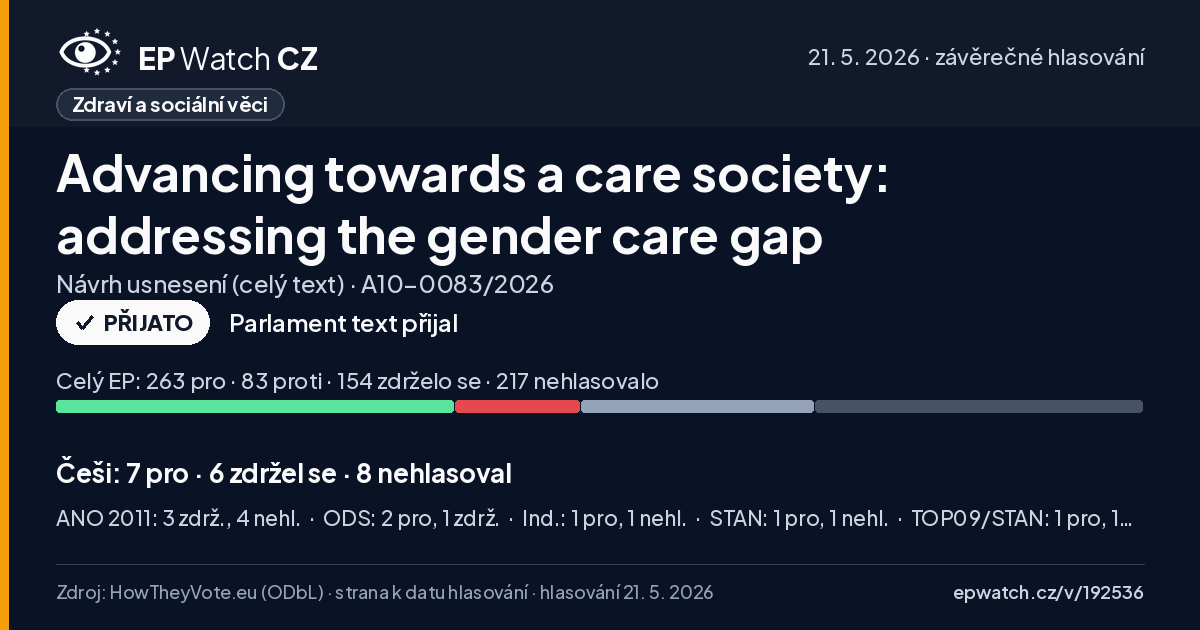 EP Watch CZ
21. 5. 2026 · závěrečné hlasování
Zdraví a sociální věci
Advancing towards a care society:
addressing the gender care gap
Návrh usnesení (celý text) · A10-0083/2026
✓ PŘIJATO Parlament text přijal
Celý EP: 263 pro · 83 proti · 154 zdrželo se · 217 nehlasovalo
Češi: 7 pro · 6 zdržel se · 8 nehlasoval
ANO 2011: 3 zdrž., 4 nehl. · ODS: 2 pro, 1 zdrž. · Ind.: 1 pro, 1 nehl. · STAN: 1 pro, 1 nehl. · TOP09/STAN: 1 pro, 1…
Zdroj: HowTheyVote.eu (ODbL) · strana k datu hlasování · hlasování 21. 5. 2026
epwatch.cz/v/192536